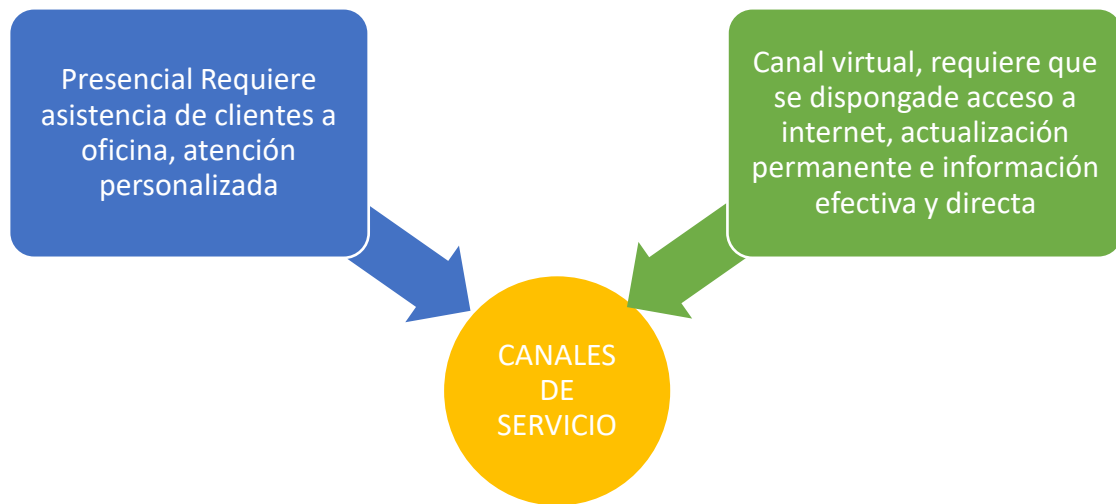 Presencial Requiere
asistencia de clientes a
oficina, atención
personalizada
Canal virtual, requiere que
se dispongade acceso a
internet, actualización
permanente e información
efectiva y directa
CANALES
DE
SERVICIO